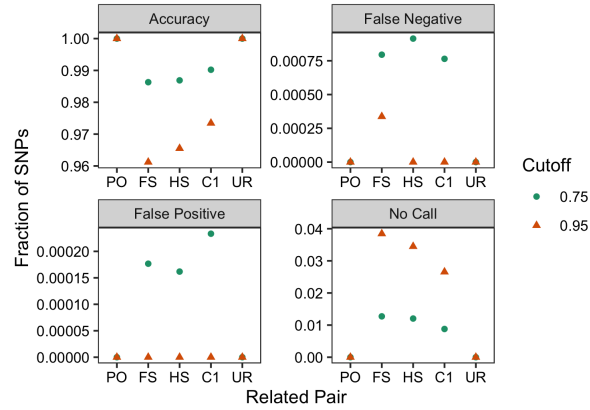 Accuracy
False Negative
1.00
0.99
0.98
0.97
0.96
0.00075
0.00050
0.00025
0.00000
PO FS HS C1 UR
PO FS HS C1 UR
False Positive
No Call
0.00020
0.00015
0.00010
0.00005
0.00000
0.04
0.03
0.02
0.01
0.00
PO FS HS C1 UR
PO FS HS C1 UR
Fraction of SNPs
Related Pair
Cutoff
0.75
0.95